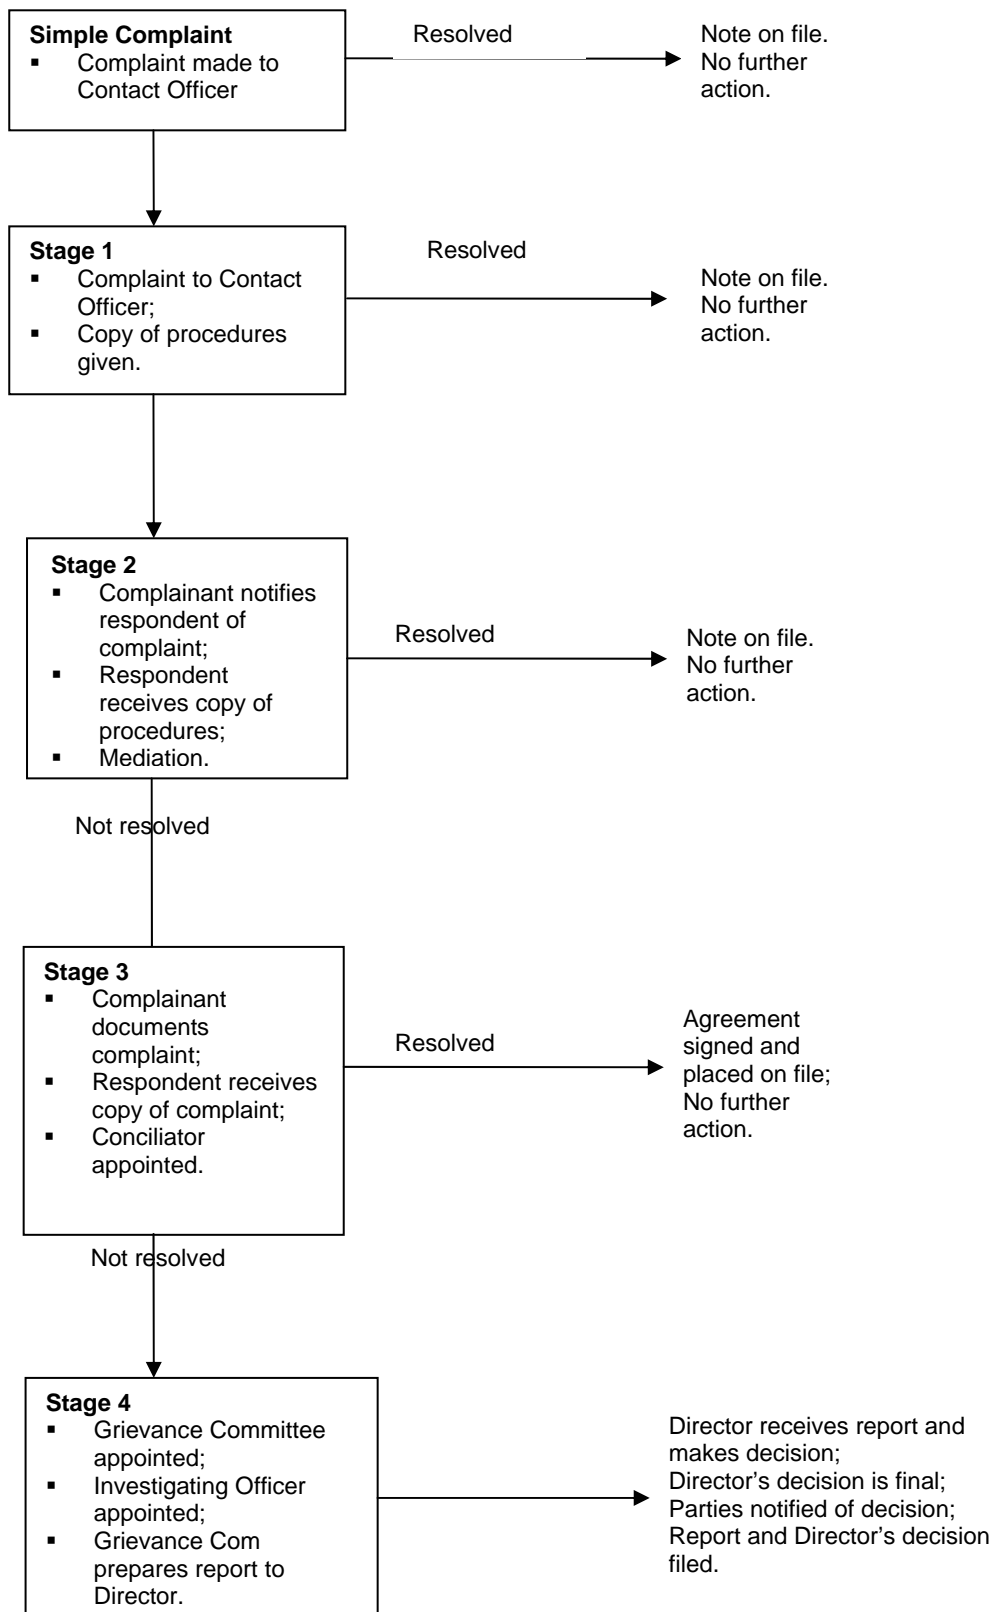 Simple Complaint
▪ Complaint made to
Contact Officer
Resolved
Note on file.
No further
action.
Stage 1
▪ Complaint to Contact
Officer;
▪ Copy of procedures
given.
Resolved
Note on file.
No further
action.
Stage 2
▪ Complainant notifies
respondent of
complaint;
▪ Respondent
receives copy of
procedures;
▪ Mediation.
Resolved
Note on file.
No further
action.
Not resolved
Stage 3
▪ Complainant
documents
complaint;
▪ Respondent receives
copy of complaint;
▪ Conciliator
appointed.
Resolved
Agreement
signed and
placed on file;
No further
action.
Not resolved
Stage 4
▪ Grievance Committee
appointed;
▪ Investigating Officer
appointed;
▪ Grievance Com
prepares report to
Director.
Director receives report and
makes decision;
Director’s decision is final;
Parties notified of decision;
Report and Director’s decision
filed.